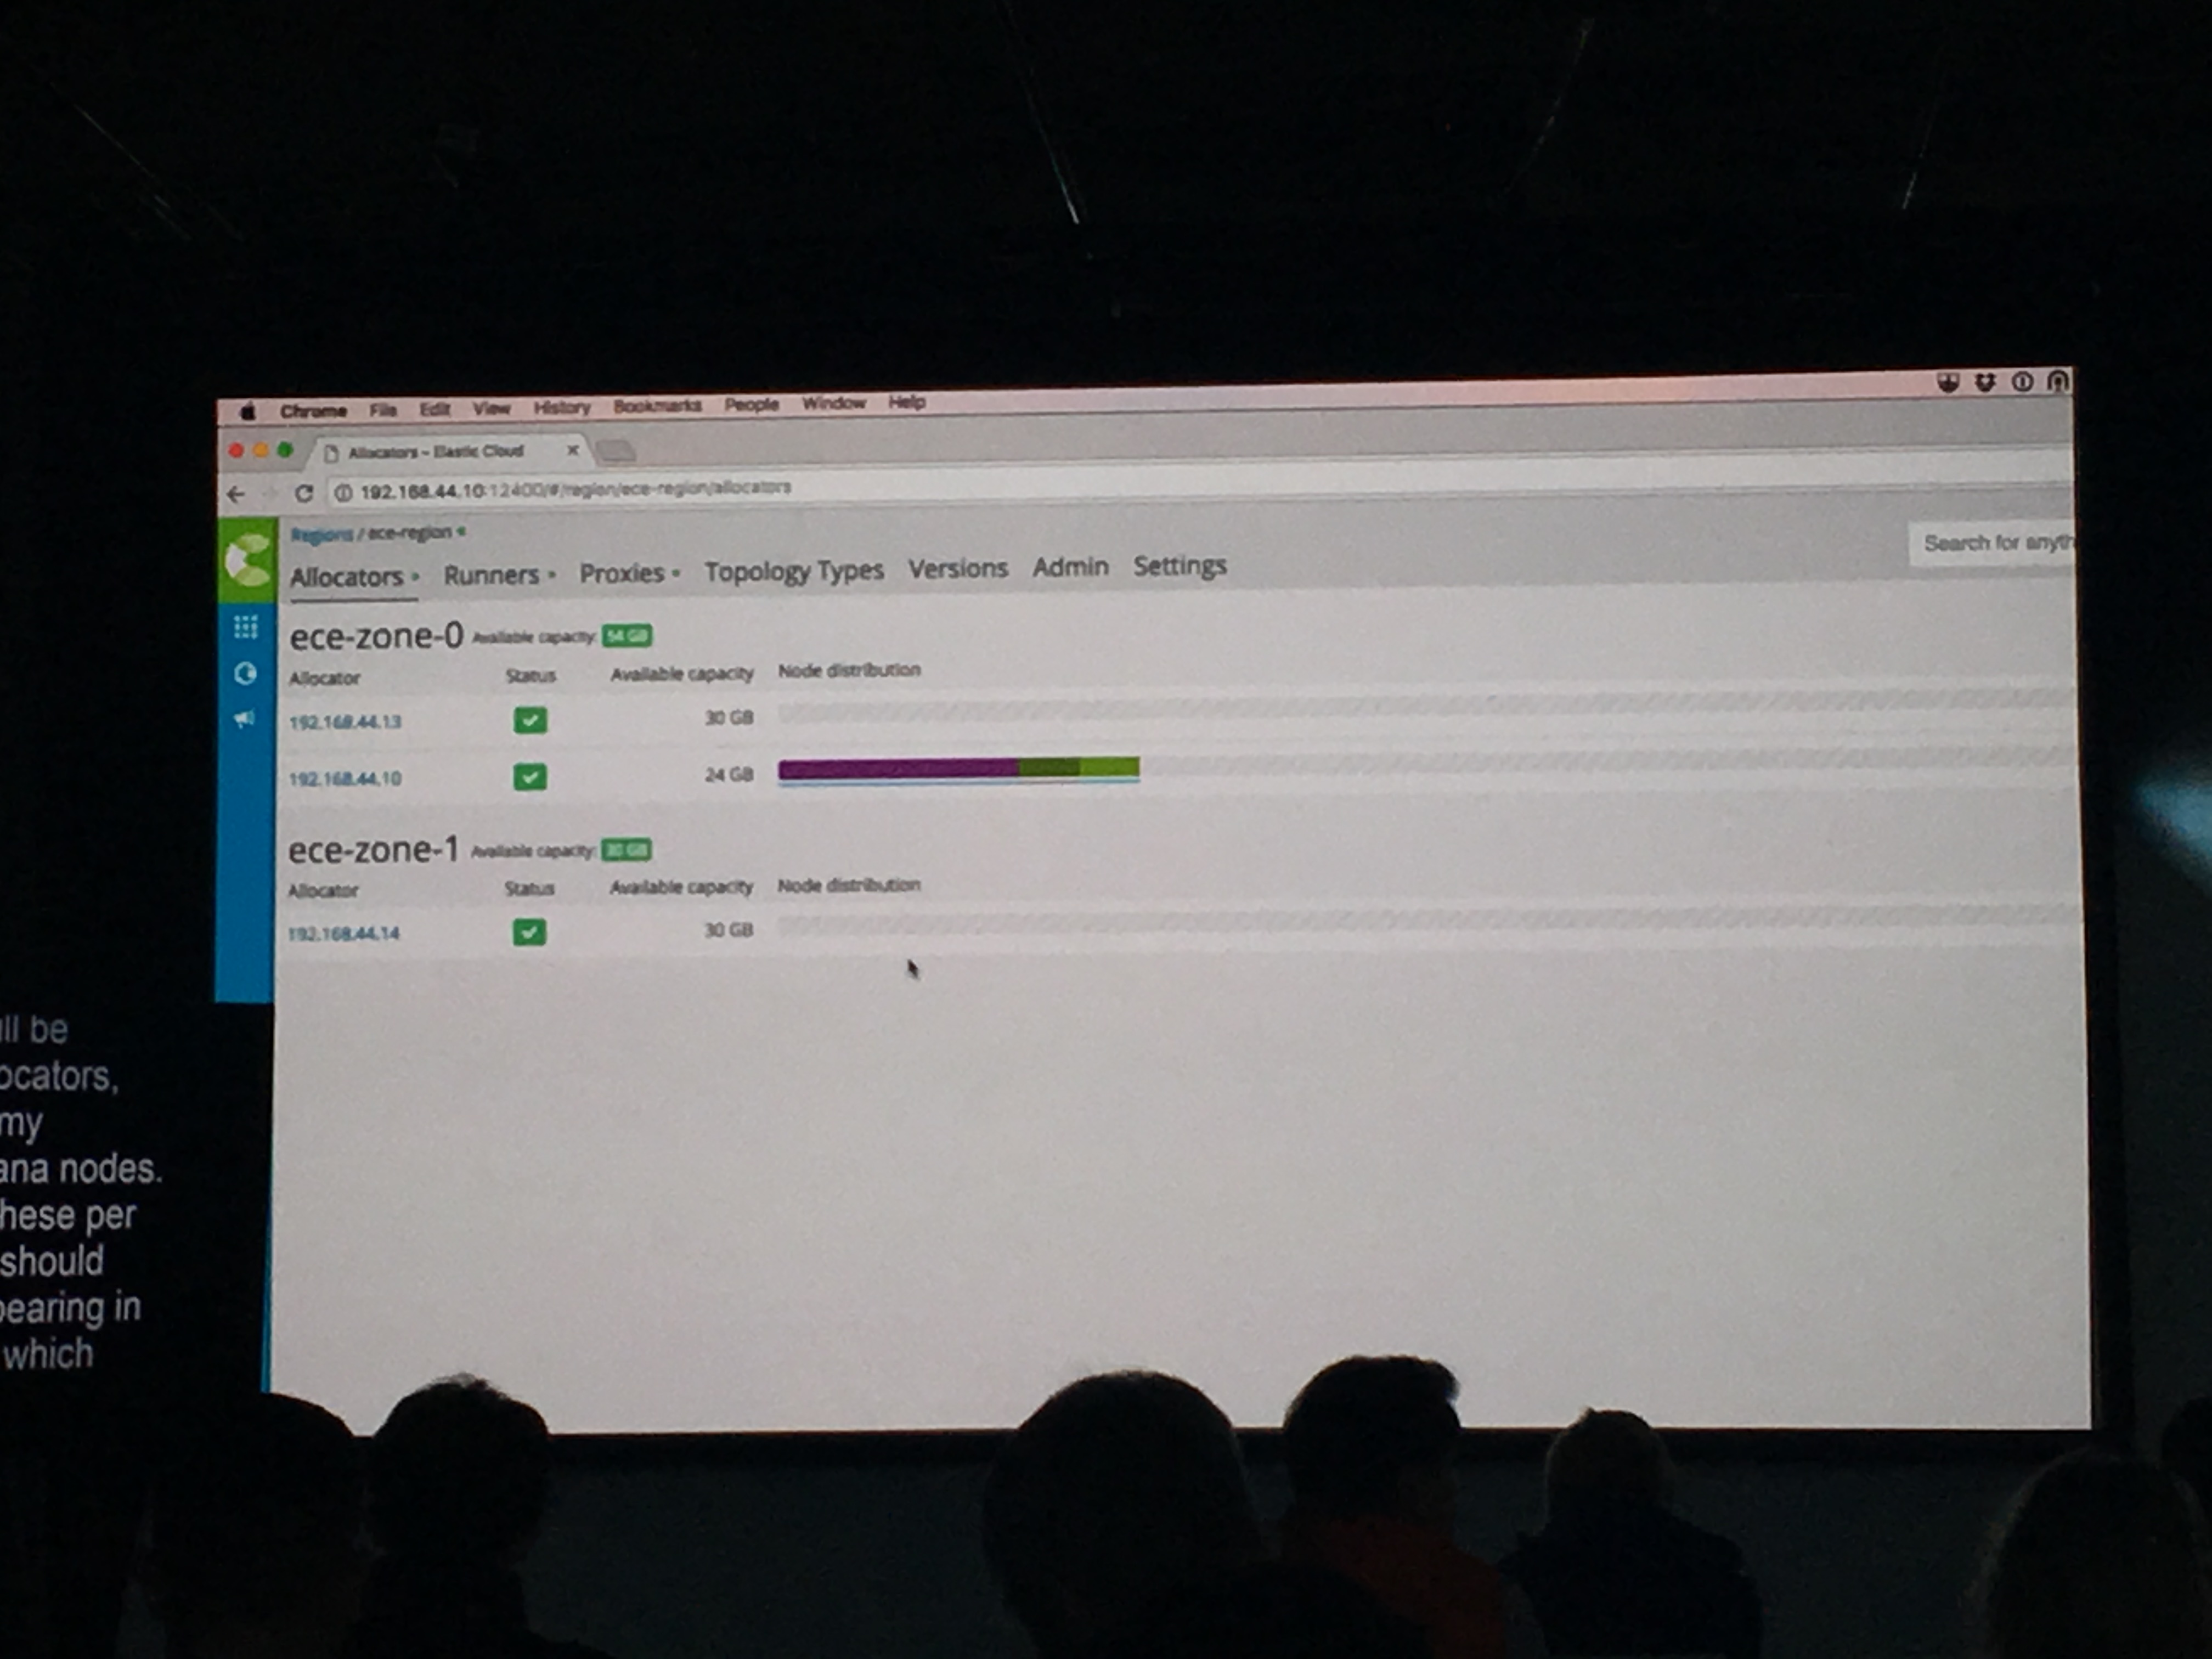 Chrome File Edit View History Bookmarks People Window Help
Allocators - Elastic Cloud
192.168.44.10:12400/#/region/ece-region/allocators
Regions / ece-region
Search for anyth
Allocators Runners Proxies Topology Types Versions Admin Settings
ece-zone-0 Available capacity: 54 GB
Allocator Status Available capacity Node distribution
192.168.44.13 30 GB
192.168.44.10 24 GB
ece-zone-1 Available capacity: 30 GB
Allocator Status Available capacity Node distribution
192.168.44.14 30 GB
ll be
ocators,
my
ana nodes.
hese per
should
pearing in
which